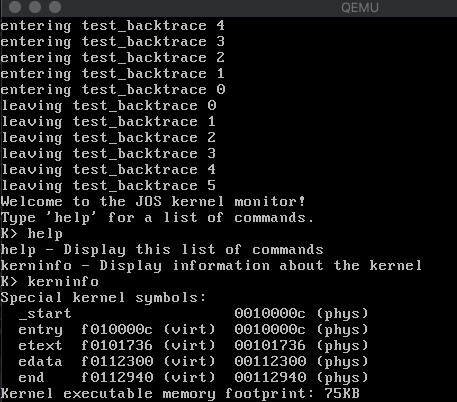 QEMU
entering test_backtrace 4
entering test_backtrace 3
entering test_backtrace 2
entering test_backtrace 1
entering test_backtrace 0
leaving test_backtrace 0
leaving test_backtrace 1
leaving test_backtrace 2
leaving test_backtrace 3
leaving test_backtrace 4
leaving test_backtrace 5
Welcome to the JOS kernel monitor!
Type 'help' for a list of commands.
K> help
help - Display this list of commands
kerninfo - Display information about the kernel
K> kerninfo
Special kernel symbols:
  _start                  0010000c (phys)
  entry  f010000c (virt)  0010000c (phys)
  etext  f0101736 (virt)  00101736 (phys)
  edata  f0112300 (virt)  00112300 (phys)
  end    f0112940 (virt)  00112940 (phys)
Kernel executable memory footprint: 75KB